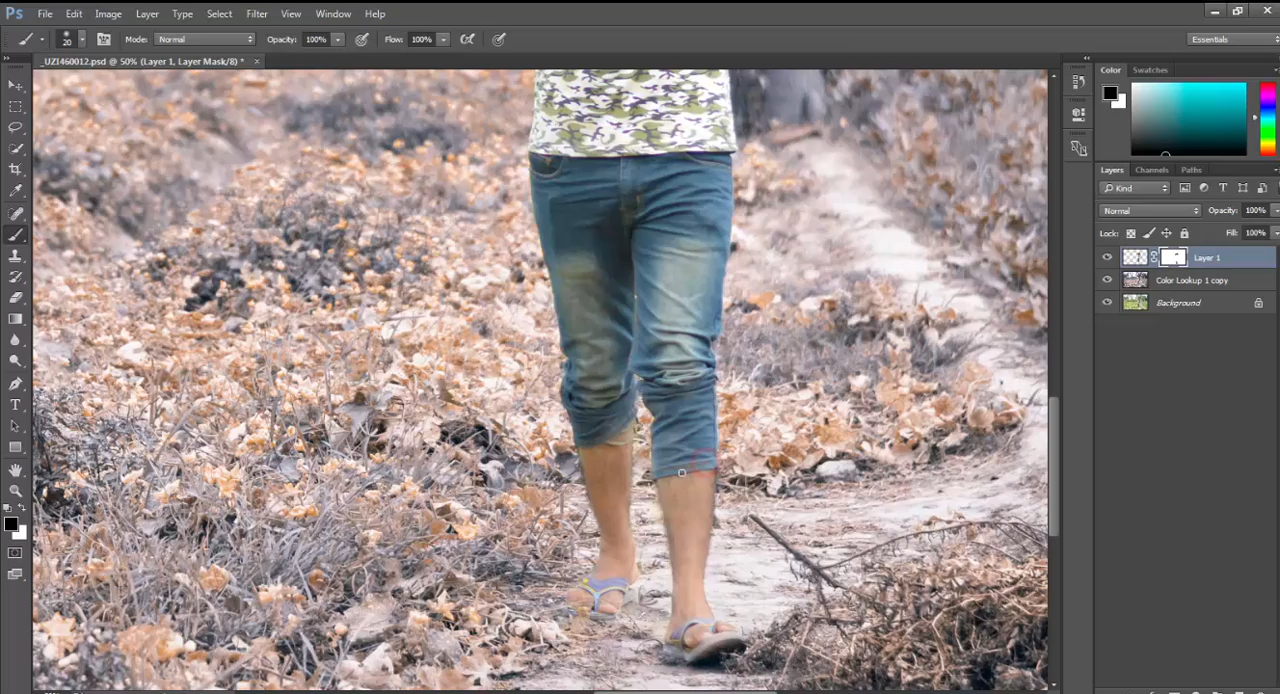 Ps File Edit Image Layer Type Select Filter View Window Help
20 Mode: Normal Opacity: 100% Flow: 100% Essentials
_UZI460012.psd @ 50% (Layer 1, Layer Mask/8) * ×
Color Swatches
Layers Channels Paths
Kind T
Normal Opacity: 100%
Lock: Fill: 100%
Layer 1
Color Lookup 1 copy
Background
T